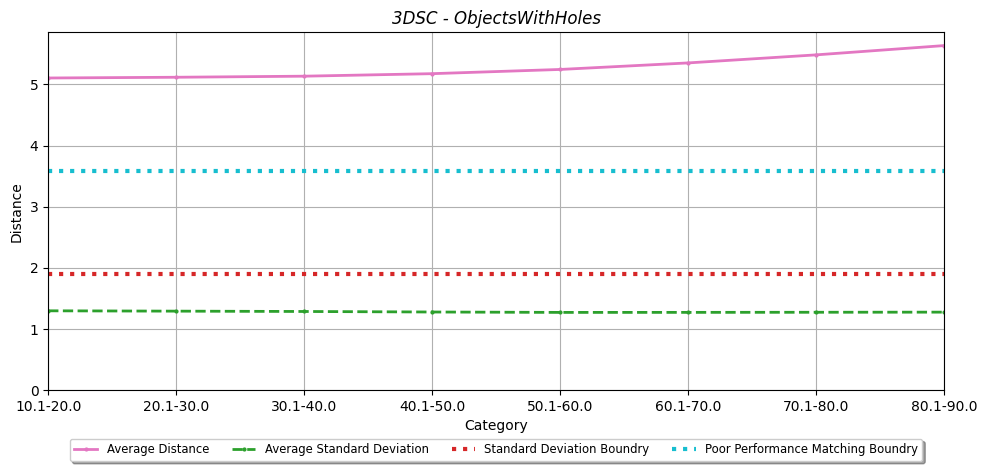 3DSC - ObjectsWithHoles
Distance
5
4
3
2
1
0
10.1-20.0 20.1-30.0 30.1-40.0 40.1-50.0 50.1-60.0 60.1-70.0 70.1-80.0 80.1-90.0
Category
Average Distance Average Standard Deviation Standard Deviation Boundry Poor Performance Matching Boundry